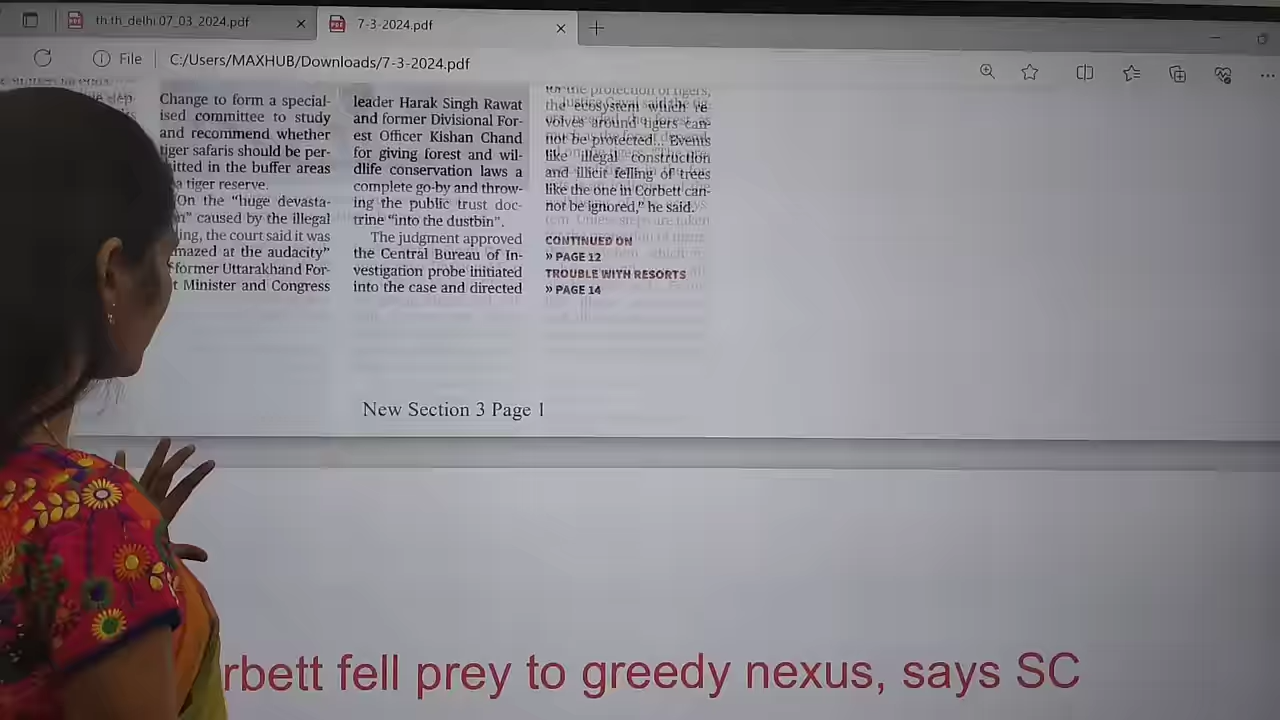 th.th_delhi.07_03_2024.pdf
7-3-2024.pdf
File
C:/Users/MAXHUB/Downloads/7-3-2024.pdf
Change to form a special-
ised committee to study
and recommend whether
tiger safaris should be per-
itted in the buffer areas
a tiger reserve.
On the “huge devasta-
caused by the illegal
ling, the court said it was
mazed at the audacity”
former Uttarakhand For-
t Minister and Congress
leader Harak Singh Rawat
and former Divisional For-
est Officer Kishan Chand
for giving forest and wil-
dlife conservation laws a
complete go-by and throw-
ing the public trust doc-
trine “into the dustbin”.
The judgment approved
the Central Bureau of In-
vestigation probe initiated
into the case and directed
for the protection of tigers,
the ecosystem which re-
volves around tigers can-
not be protected... Events
like illegal construction
and illicit felling of trees
like the one in Corbett can-
not be ignored,” he said.
CONTINUED ON
» PAGE 12
TROUBLE WITH RESORTS
» PAGE 14
New Section 3 Page 1
rbett fell prey to greedy nexus, says SC